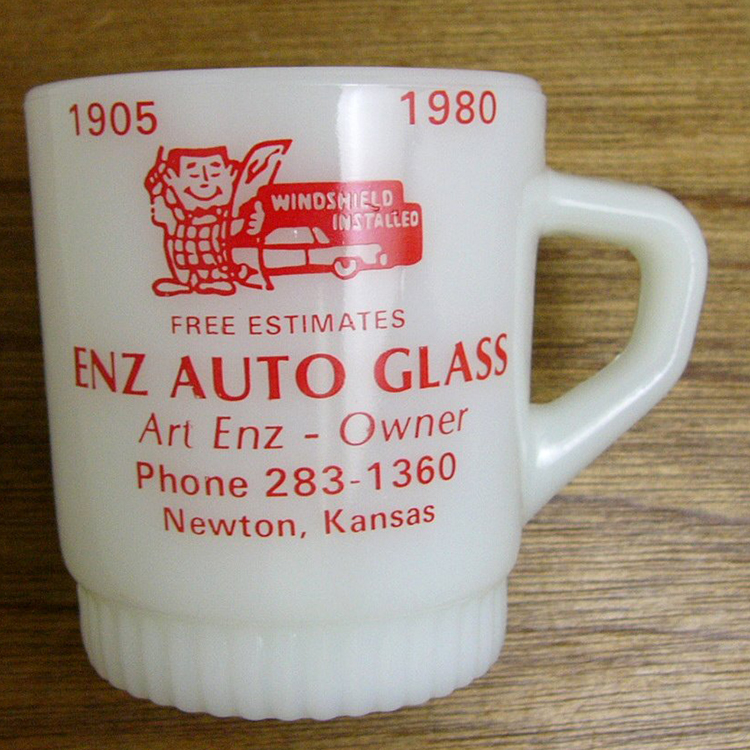 1905 1980
WINDSHIELD
INSTALLED
FREE ESTIMATES
ENZ AUTO GLASS
Art Enz - Owner
Phone 283-1360
Newton, Kansas